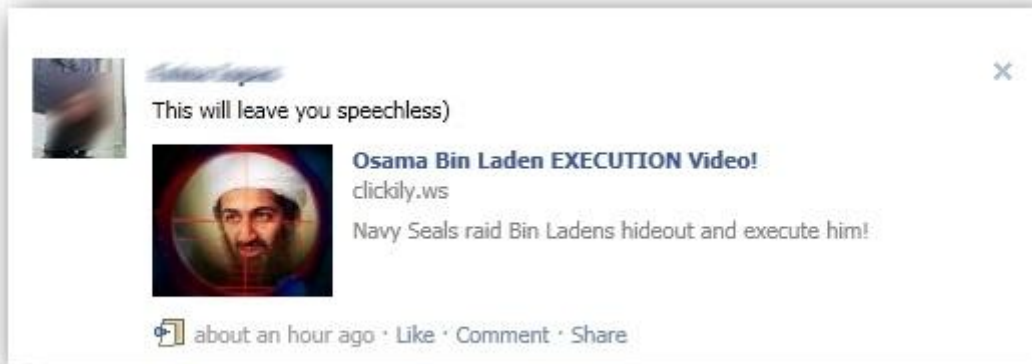 This will leave you speechless)
Osama Bin Laden EXECUTION Video!
clickily.ws
Navy Seals raid Bin Ladens hideout and execute him!
about an hour ago · Like · Comment · Share